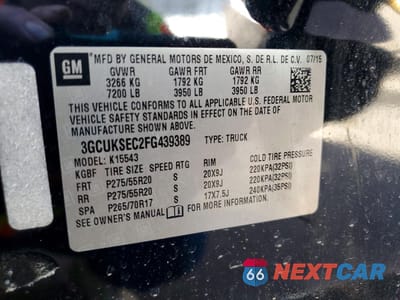 GM
MFD BY GENERAL MOTORS DE MEXICO, S. DE R.L. DE C.V. 07/15
GVWR GAWR FRT GAWR RR
3266 KG 1792 KG 1792 KG
7200 LB 3950 LB 3950 LB
THIS VEHICLE CONFORMS TO ALL APPLICABLE U.S. FEDERAL MOTOR
VEHICLE SAFETY STANDARDS IN EFFECT ON THE DATE OF
MANUFACTURE SHOWN ABOVE.
3GCUKSEC2FG439389 TYPE: TRUCK
MODEL: K15543
KGBF TIRE SIZE SPEED RTG RIM COLD TIRE PRESSURE
FRT P275/55R20 S 20X9J 220KPA(32PSI)
RR P275/55R20 S 20X9J 220KPA(32PSI)
SPA P265/70R17 S 17X7.5J 240KPA(35PSI)
SEE OWNER'S MANUAL FOR ADDITIONAL INFORMATION.
66 NEXTCAR